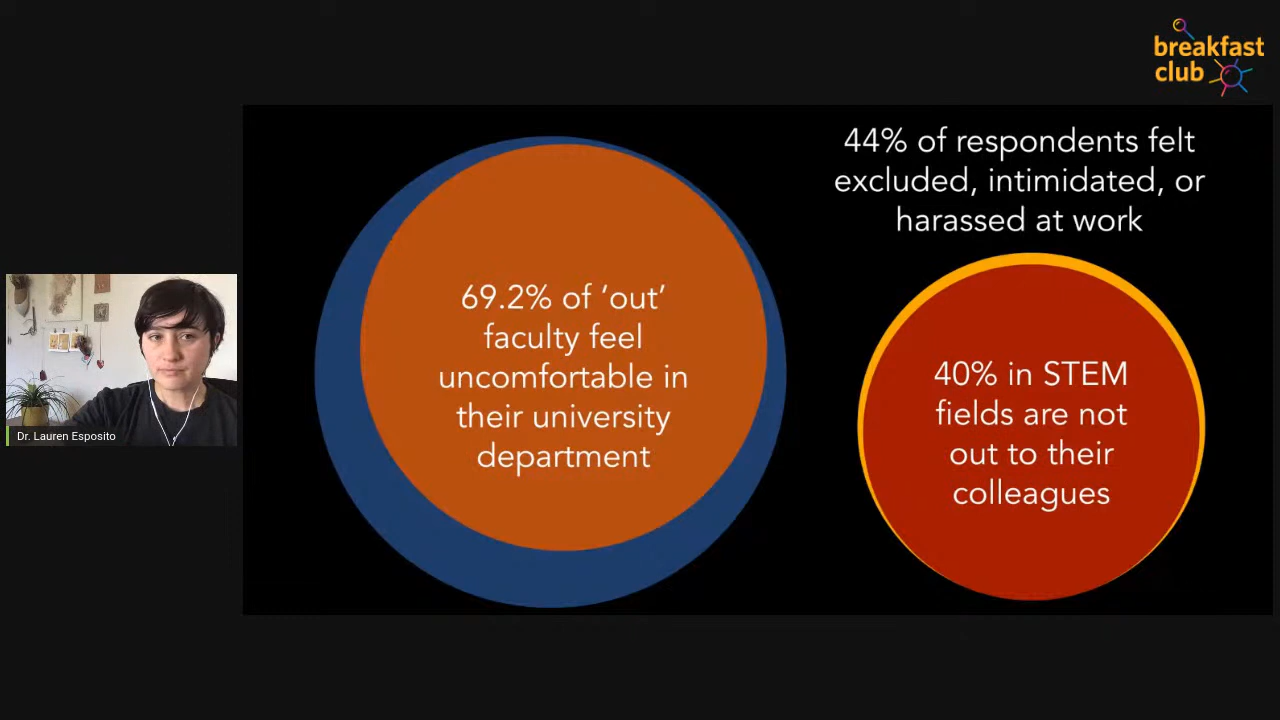 breakfast
club
44% of respondents felt
excluded, intimidated, or
harassed at work
69.2% of ‘out’
faculty feel
uncomfortable in
their university
department
40% in STEM
fields are not
out to their
colleagues
Dr. Lauren Esposito